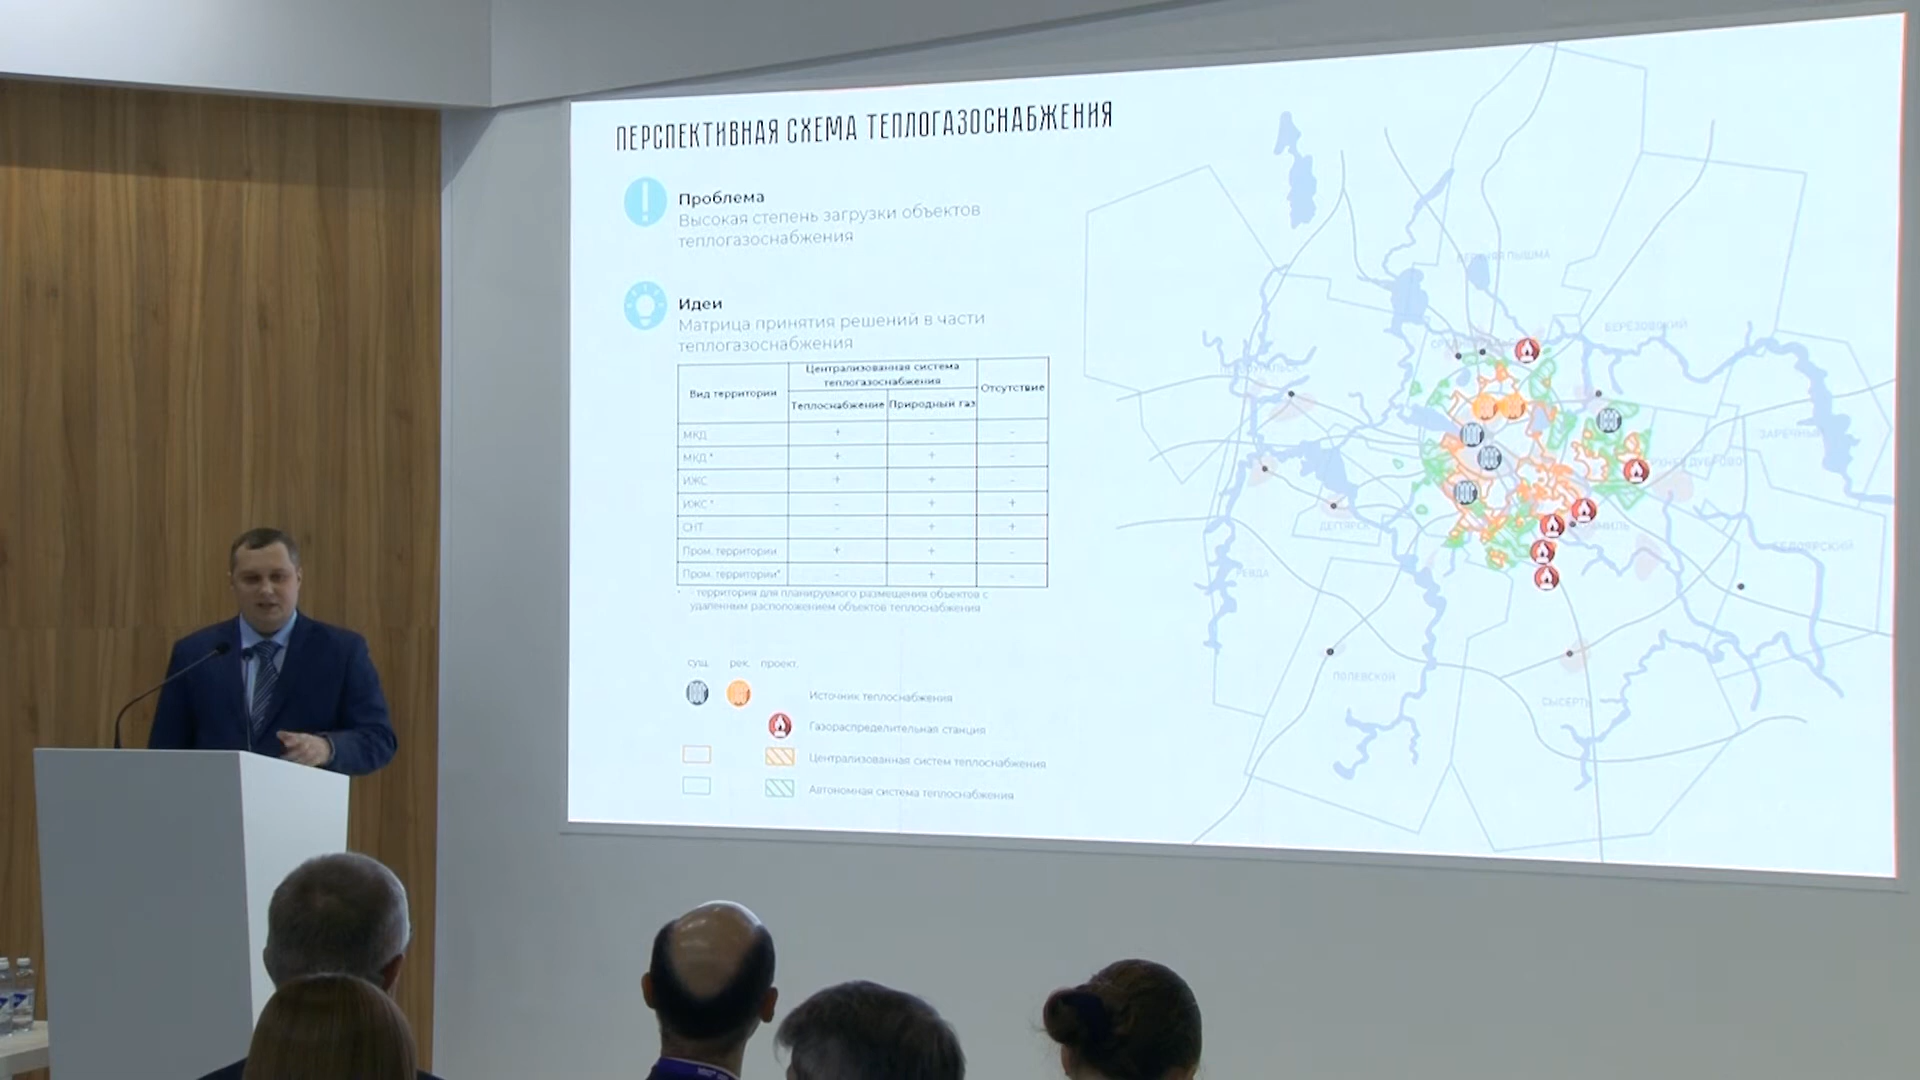 ПЕРСПЕКТИВНАЯ СХЕМА ТЕПЛОГАЗОСНАБЖЕНИЯ
Проблема
Высокая степень загрузки объектов
теплогазоснабжения
Идеи
Матрица принятия решений в части
теплогазоснабжения
Вид территории
Централизованная система
теплогазоснабжения
Отсутствие
Теплоснабжение Природный газ
МКД + - -
МКД * + + -
ИЖС + + -
ИЖС * - + +
СНТ - + +
Пром. территории + + -
Пром. территории* - + -
* - территория для планируемого размещения объектов с
удаленным расположением объектов теплоснабжения
сущ. рек. проект.
Источник теплоснабжения
Газораспределительная станция
Централизованная систем теплоснабжения
Автономная система теплоснабжения
ВЕРХНЯЯ ПЫШМА
БЕРЁЗОВСКИЙ
ЗАРЕЧНЫЙ
ДЕГТЯРСК
БЕЛОЯРСКИЙ
РЕВДА
ПОЛЕВСКОЙ
СЫСЕРТЬ